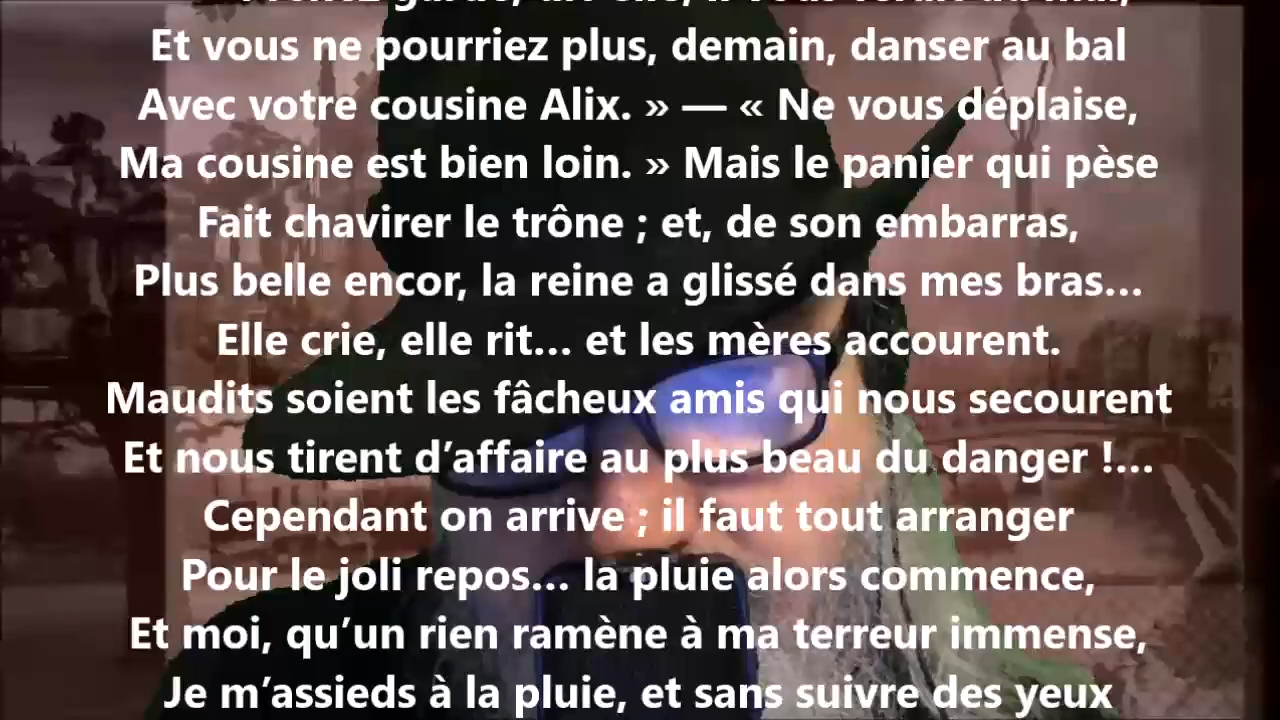 Et vous ne pourriez plus, demain, danser au bal
Avec votre cousine Alix. » — « Ne vous déplaise,
Ma cousine est bien loin. » Mais le panier qui pèse
Fait chavirer le trône ; et, de son embarras,
Plus belle encor, la reine a glissé dans mes bras…
Elle crie, elle rit… et les mères accourent.
Maudits soient les fâcheux amis qui nous secourent
Et nous tirent d’affaire au plus beau du danger !…
Cependant on arrive ; il faut tout arranger
Pour le joli repos… la pluie alors commence,
Et moi, qu’un rien ramène à ma terreur immense,
Je m’assieds à la pluie, et sans suivre des yeux